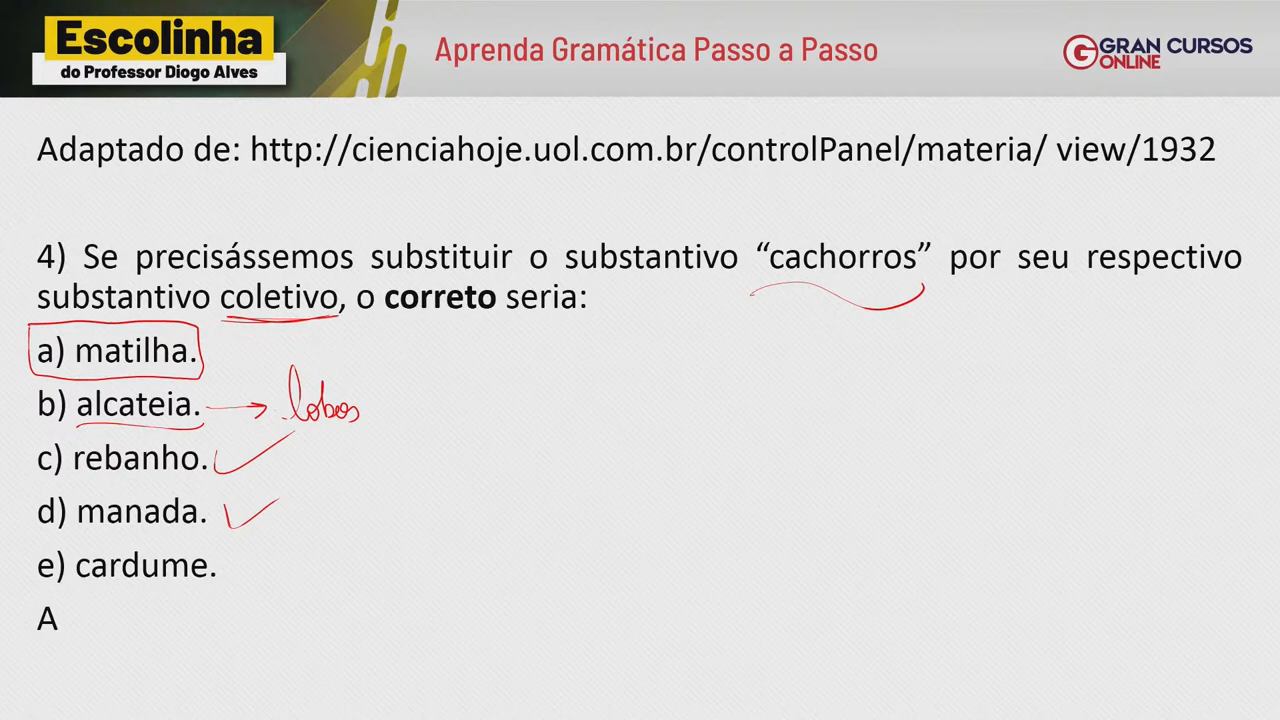 Escolinha
do Professor Diogo Alves
Aprenda Gramática Passo a Passo
GRAN CURSOS
ONLINE
Adaptado de: http://cienciahoje.uol.com.br/controlPanel/materia/ view/1932
4) Se precisássemos substituir o substantivo “cachorros” por seu respectivo
substantivo coletivo, o correto seria:
a) matilha.
b) alcateia. lobos
c) rebanho.
d) manada.
e) cardume.
A